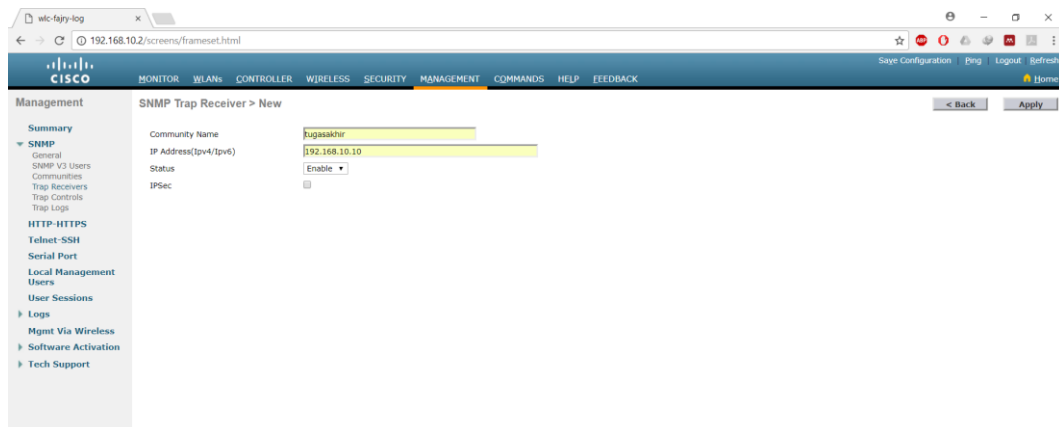 wlc-fajry-log
192.168.10.2/screens/frameset.html
ABP
Save Configuration Ping Logout Refresh
CISCO
MONITOR WLANs CONTROLLER WIRELESS SECURITY MANAGEMENT COMMANDS HELP FEEDBACK
Home
Management
SNMP Trap Receiver > New
< Back
Apply
Summary
SNMP
General
SNMP V3 Users
Communities
Trap Receivers
Trap Controls
Trap Logs
HTTP-HTTPS
Telnet-SSH
Serial Port
Local Management
Users
User Sessions
Logs
Mgmt Via Wireless
Software Activation
Tech Support
Community Name tugasakhir
IP Address(Ipv4/Ipv6) 192.168.10.10
Status Enable
IPSec